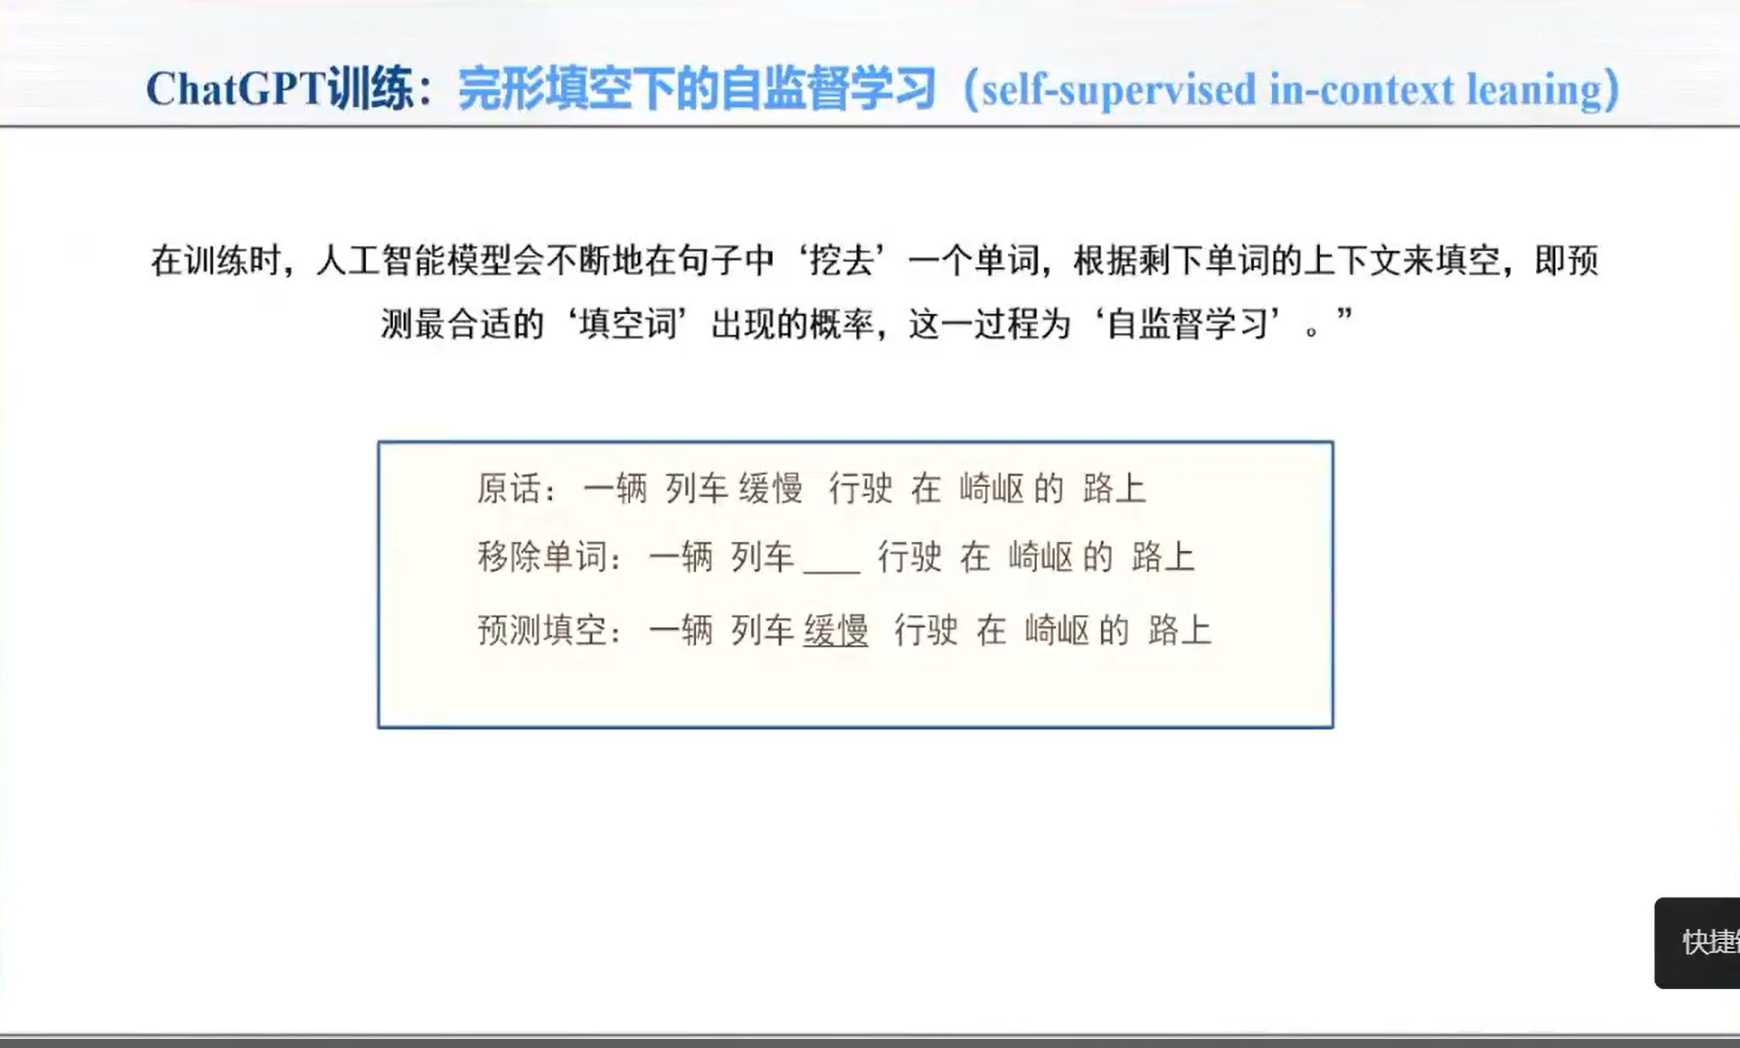 ChatGPT训练：完形填空下的自监督学习（self-supervised in-context leaning）
在训练时，人工智能模型会不断地在句子中‘挖去’一个单词，根据剩下单词的上下文来填空，即预
测最合适的‘填空词’出现的概率，这一过程为‘自监督学习’。”
原话： 一辆 列车 缓慢 行驶 在 崎岖 的 路上
移除单词： 一辆 列车 ___ 行驶 在 崎岖 的 路上
预测填空： 一辆 列车 缓慢 行驶 在 崎岖 的 路上
快捷